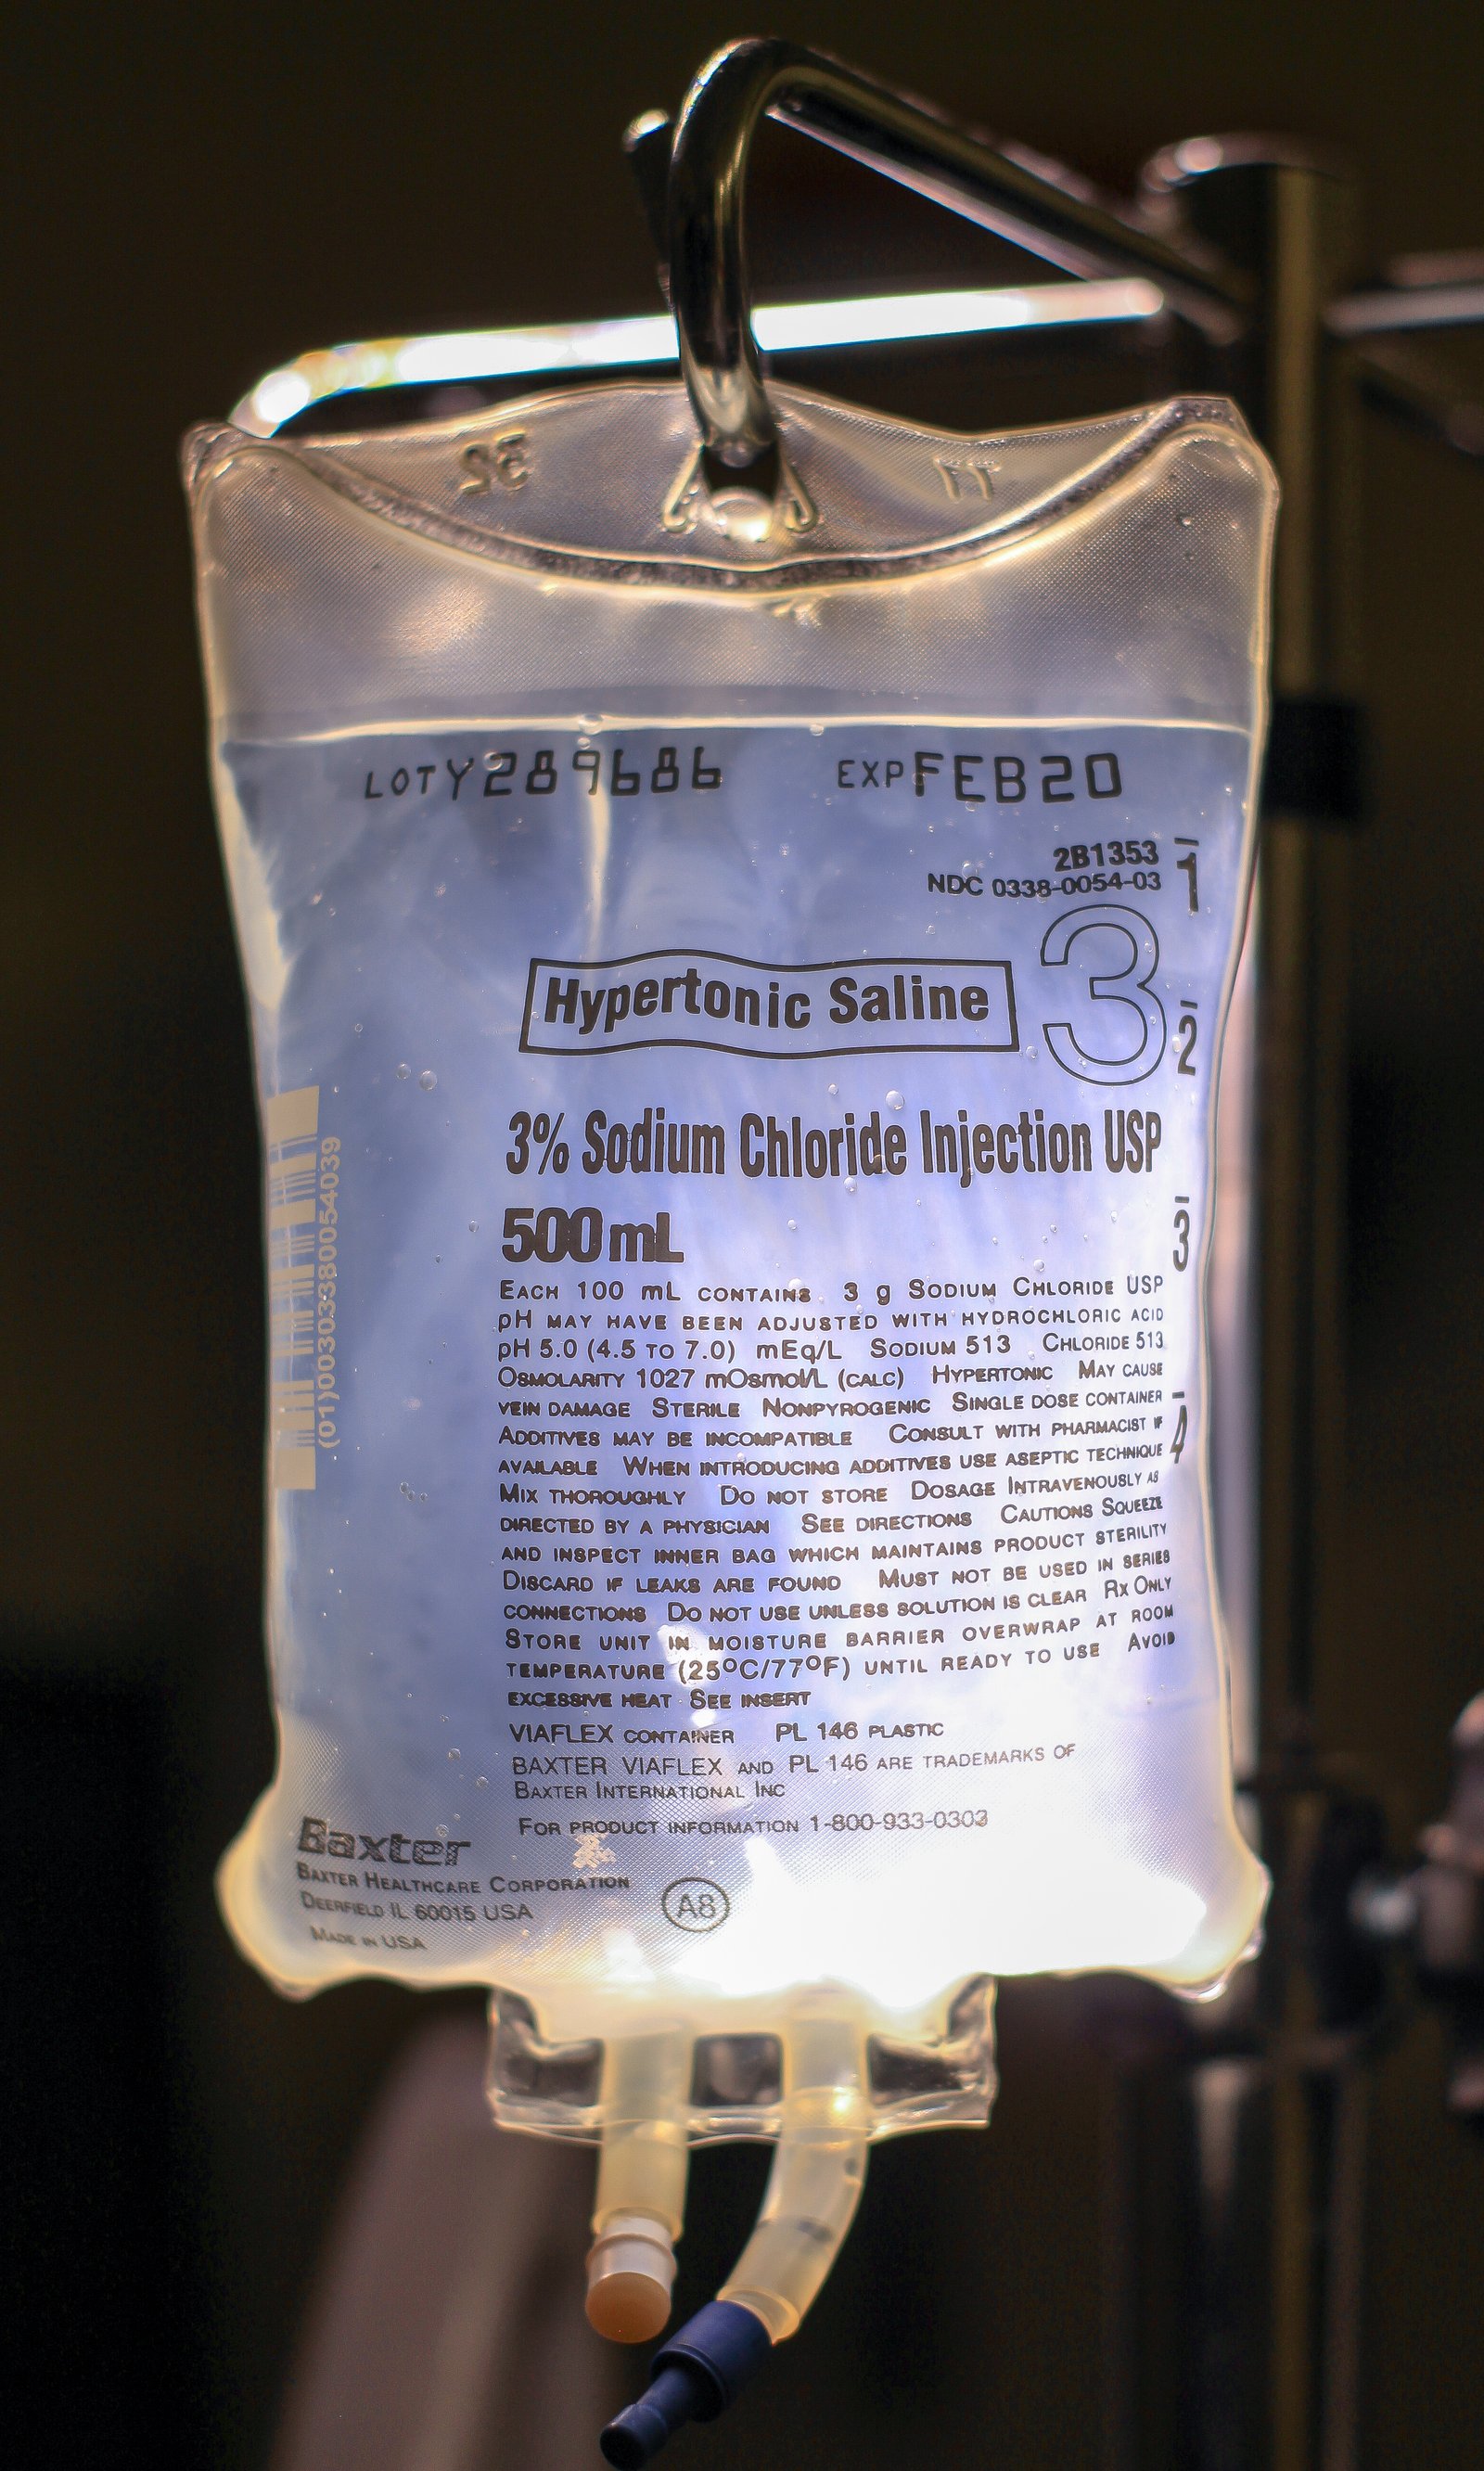 52 11
LOTY289686 EXPFEB20
2B1353
NDC 0338-0054-03
1
3
Hypertonic Saline
2
3% Sodium Chloride Injection USP
500 mL
3
EACH 100 mL CONTAINS 3 g SODIUM CHLORIDE USP
pH MAY HAVE BEEN ADJUSTED WITH HYDROCHLORIC ACID
pH 5.0 (4.5 TO 7.0) mEq/L SODIUM 513 CHLORIDE 513
OSMOLARITY 1027 mOsmol/L (CALC) HYPERTONIC MAY CAUSE
VEIN DAMAGE STERILE NONPYROGENIC SINGLE DOSE CONTAINER
4
ADDITIVES MAY BE INCOMPATIBLE CONSULT WITH PHARMACIST IF
AVAILABLE WHEN INTRODUCING ADDITIVES USE ASEPTIC TECHNIQUE
MIX THOROUGHLY DO NOT STORE DOSAGE INTRAVENOUSLY AS
DIRECTED BY A PHYSICIAN SEE DIRECTIONS CAUTIONS SQUEEZE
AND INSPECT INNER BAG WHICH MAINTAINS PRODUCT STERILITY
DISCARD IF LEAKS ARE FOUND MUST NOT BE USED IN SERIES
CONNECTIONS DO NOT USE UNLESS SOLUTION IS CLEAR Rx ONLY
STORE UNIT IN MOISTURE BARRIER OVERWRAP AT ROOM
TEMPERATURE (25ºC/77ºF) UNTIL READY TO USE AVOID
EXCESSIVE HEAT SEE INSERT
VIAFLEX CONTAINER PL 146 PLASTIC
BAXTER VIAFLEX AND PL 146 ARE TRADEMARKS OF
BAXTER INTERNATIONAL INC
FOR PRODUCT INFORMATION 1-800-933-0303
Baxter
BAXTER HEALTHCARE CORPORATION
DEERFIELD IL 60015 USA
MADE IN USA
A8
(01)00303380054039